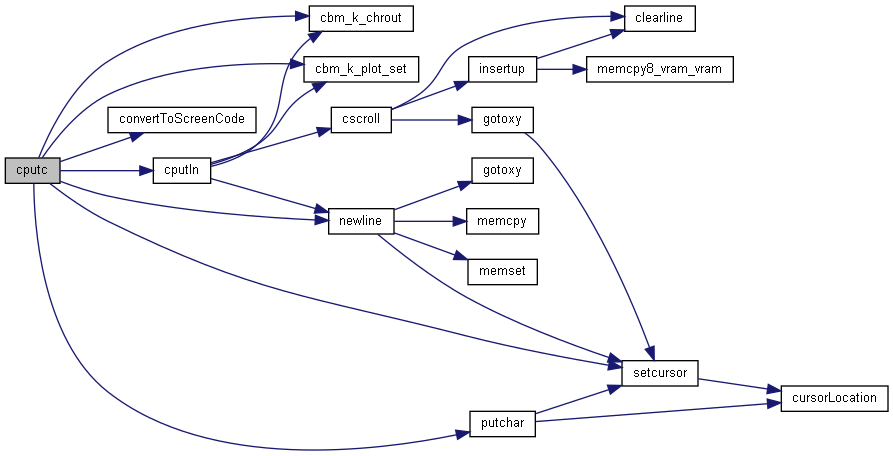 cbm_k_chrout
clearline
cbm_k_plot_set
insertup
memcpy8_vram_vram
convertToScreenCode
cscroll
gotoxy
cputc
cputln
gotoxy
newline
memcpy
memset
setcursor
cursorLocation
putchar